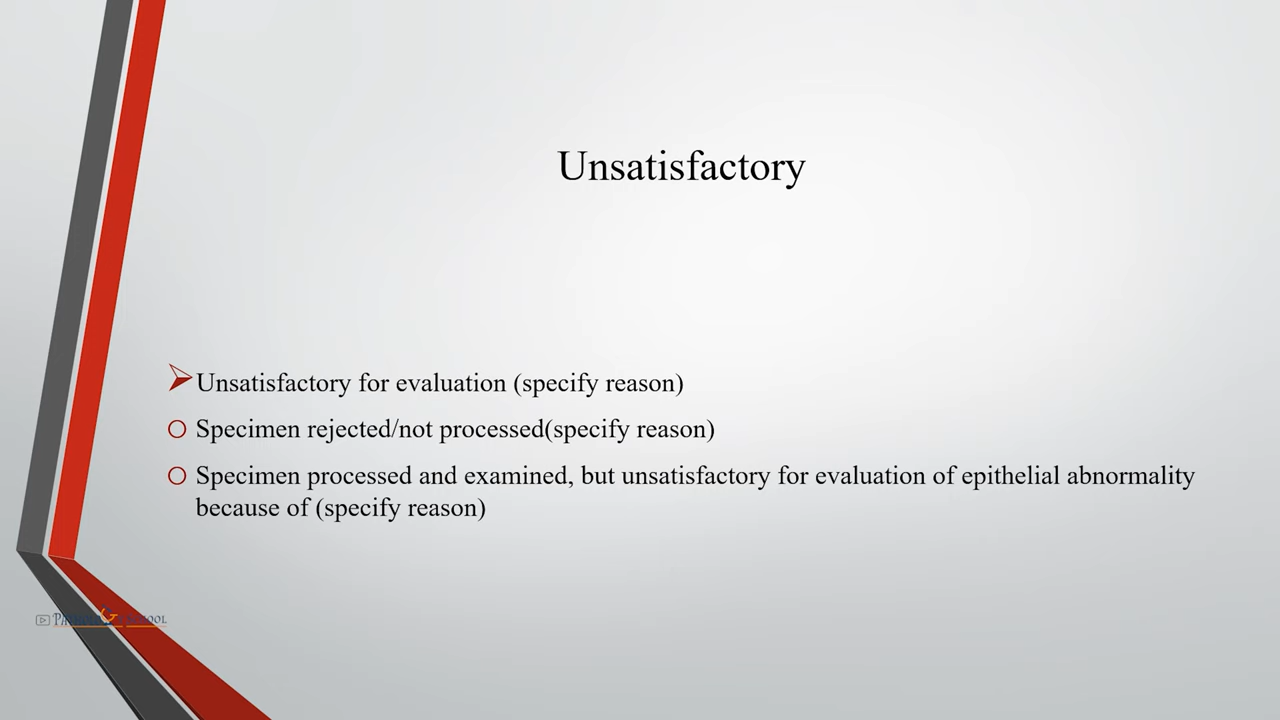 Unsatisfactory
Unsatisfactory for evaluation (specify reason)
Specimen rejected/not processed(specify reason)
Specimen processed and examined, but unsatisfactory for evaluation of epithelial abnormality
because of (specify reason)